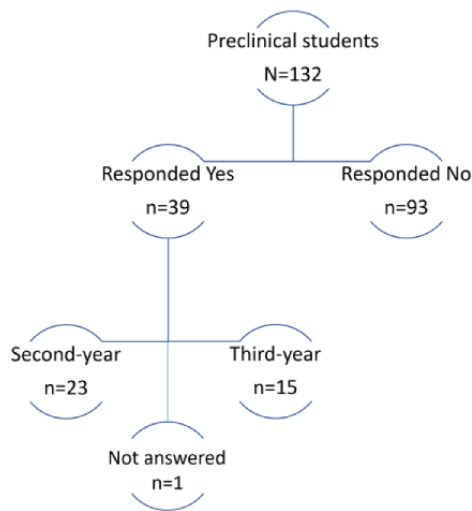 Preclinical students
N=132
Responded Yes
n=39
Responded No
n=93
Second-year
n=23
Third-year
n=15
Not answered
n=1